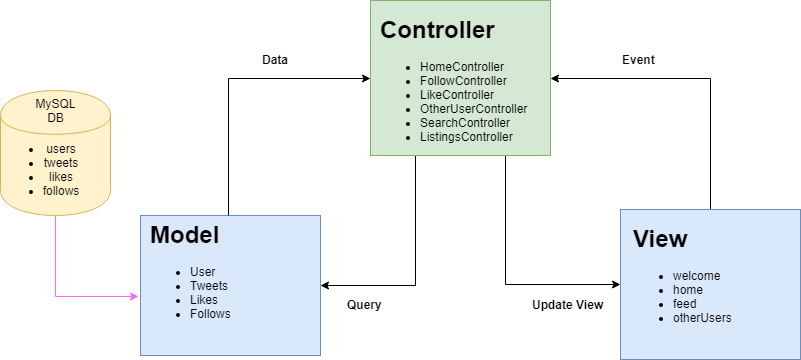 Controller
HomeController
FollowController
LikeController
OtherUserController
SearchController
ListingsController
Data
Event
MySQL
DB
users
tweets
likes
follows
Model
User
Tweets
Likes
Follows
Query
Update View
View
welcome
home
feed
otherUsers